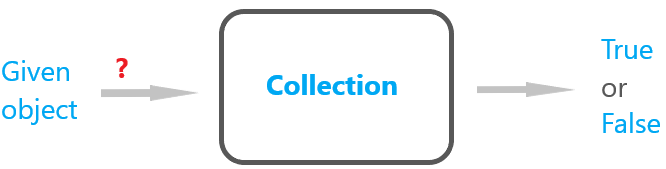 Given
object
?
Collection
True
or
False